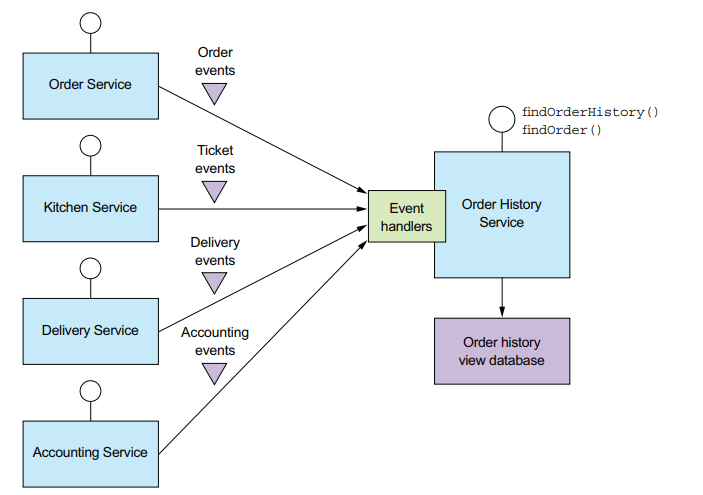 Order
events
Order Service
findOrderHistory()
findOrder()
Ticket
events
Kitchen Service
Event
handlers
Order History
Service
Delivery
events
Delivery Service
Accounting
events
Order history
view database
Accounting Service